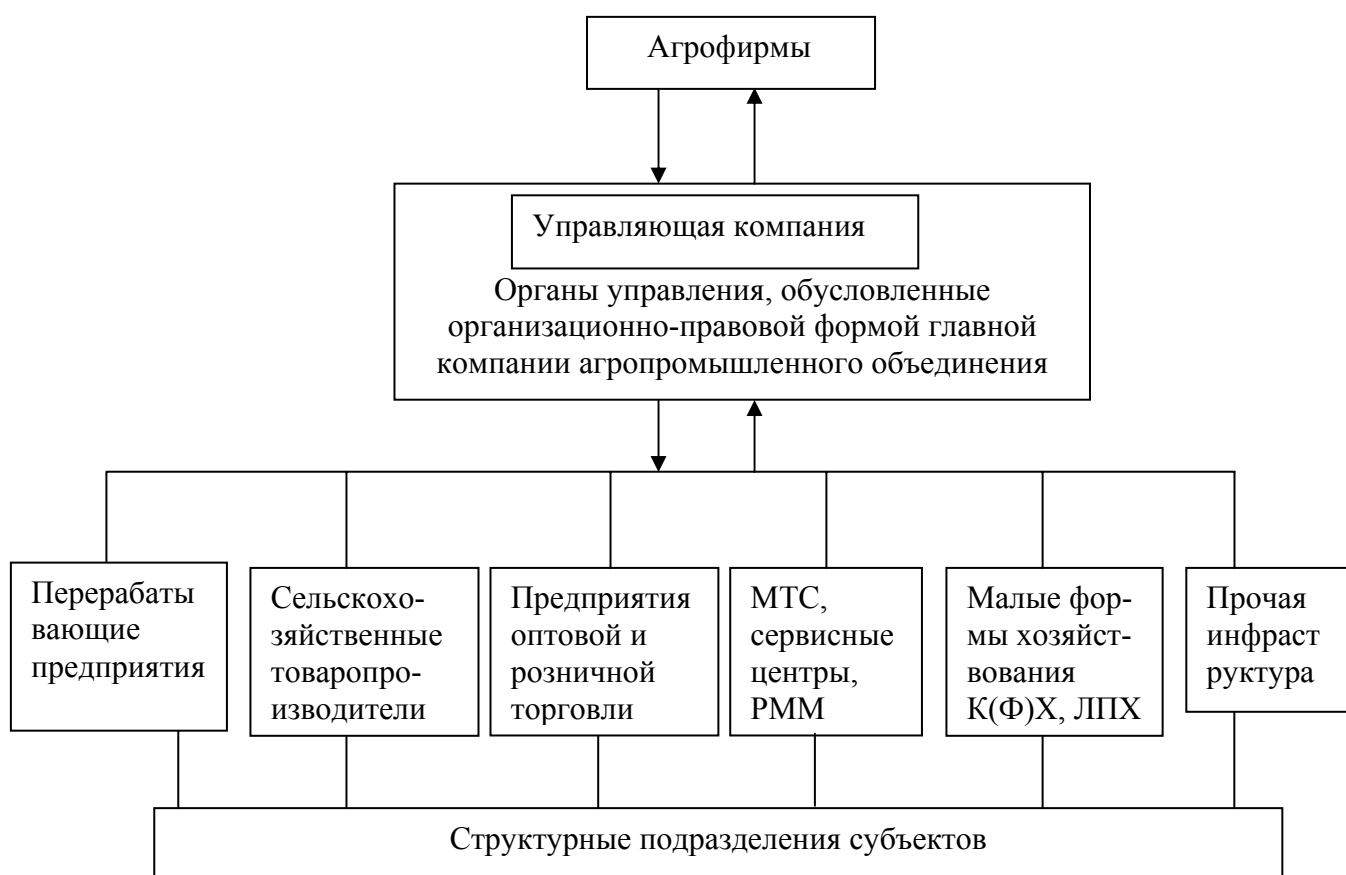 Агрофирмы
Управляющая компания
Органы управления, обусловленные
организационно-правовой формой главной
компании агропромышленного объединения
Перерабаты
вающие
предприятия
Сельскохо-
зяйственные
товаропро-
изводители
Предприятия
оптовой и
розничной
торговли
МТС,
сервисные
центры,
РММ
Малые фор-
мы хозяйст-
вования
К(Ф)Х, ЛПХ
Прочая
инфраст
руктура
Структурные подразделения субъектов